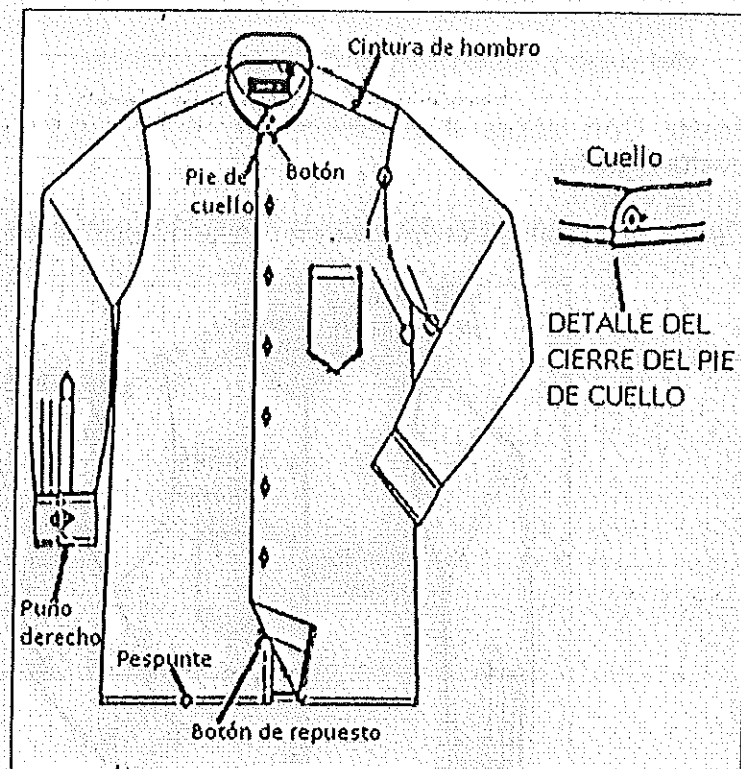 Cintura de hombro
Cuello
Pie de
cuello
Botón
DETALLE DEL
CIERRE DEL PIE
DE CUELLO
Puño
derecho
Pespunte
Botón de repuesto